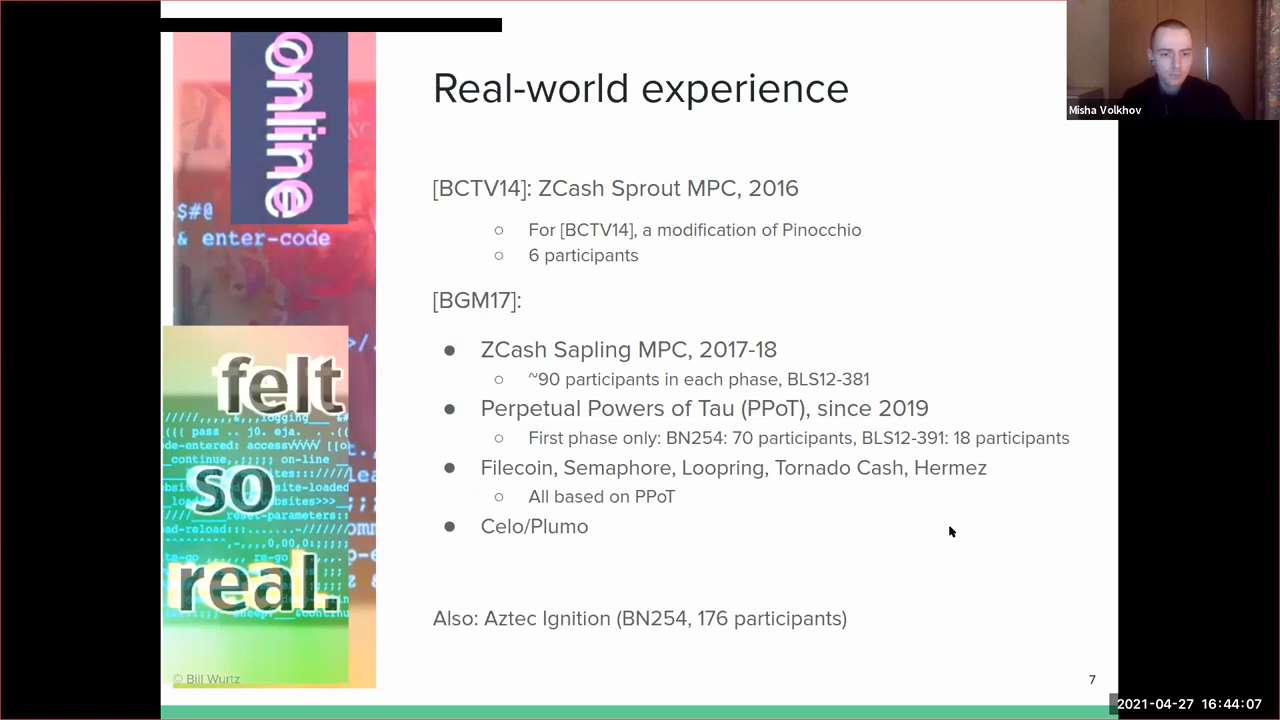 Real-world experience
Misha Volkhov
[BCTV14]: ZCash Sprout MPC, 2016
○ For [BCTV14], a modification of Pinocchio
○ 6 participants
[BGM17]:
● ZCash Sapling MPC, 2017-18
○ ~90 participants in each phase, BLS12-381
● Perpetual Powers of Tau (PPoT), since 2019
○ First phase only: BN254: 70 participants, BLS12-391: 18 participants
● Filecoin, Semaphore, Loopring, Tornado Cash, Hermez
○ All based on PPoT
● Celo/Plumo
Also: Aztec Ignition (BN254, 176 participants)
online
$#@
& enter-code
felt
so
real.
© Bill Wurtz
7
2021-04-27 16:44:07